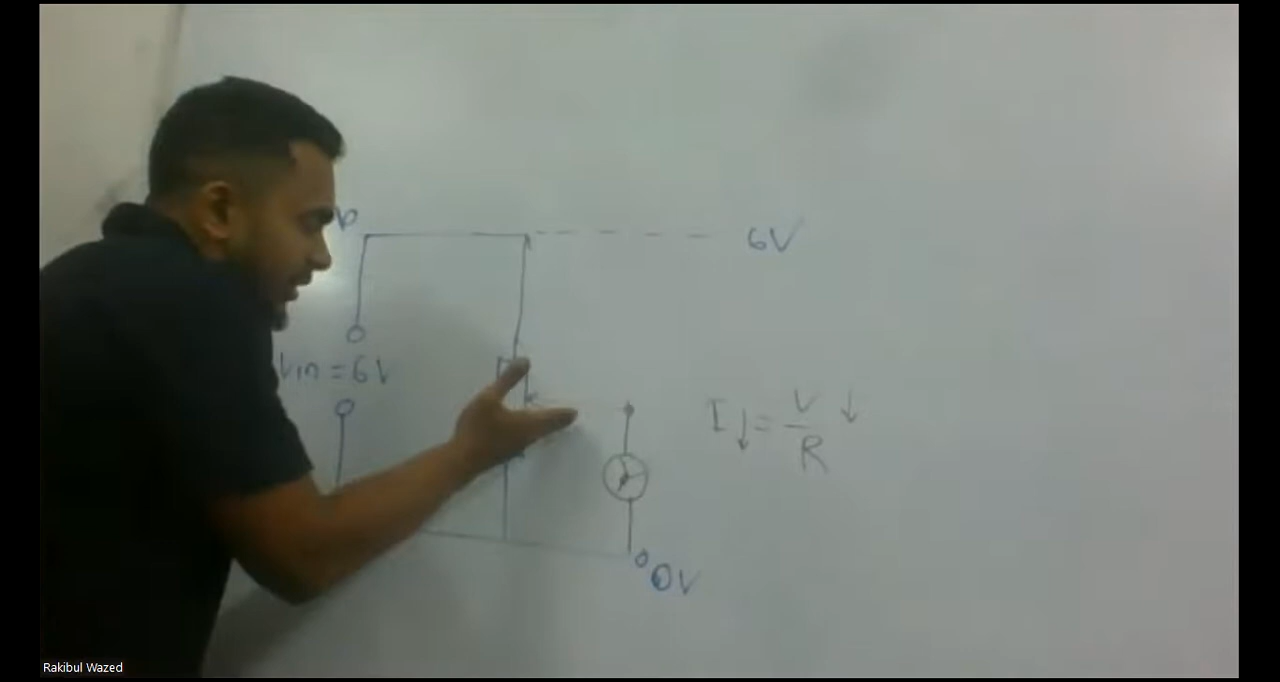 6V
Vin = 6V
I↓ = V/R ↓
0V
Rakibul Wazed